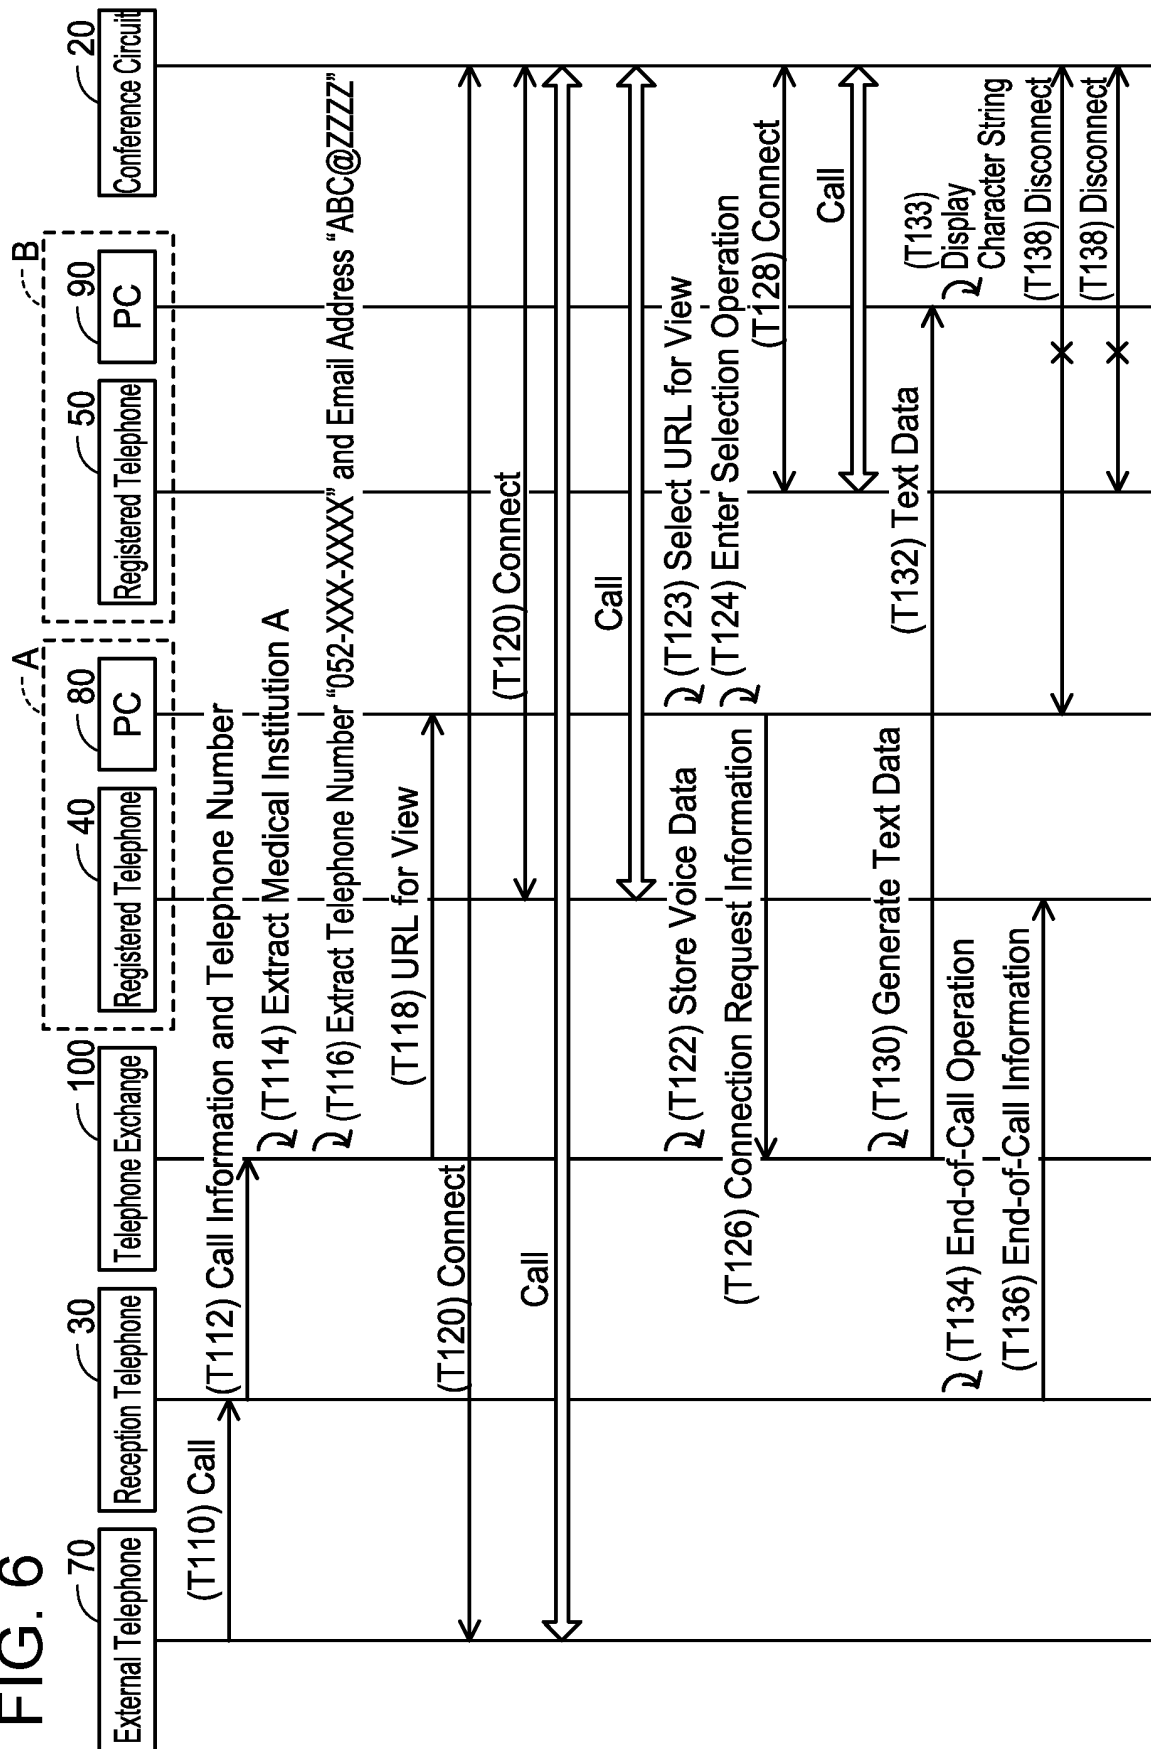 FIG. 6
70
30
100
A
40
80
B
50
90
20
External Telephone
Reception Telephone
Telephone Exchange
Registered Telephone
PC
Registered Telephone
PC
Conference Circuit
(T110) Call
(T112) Call Information and Telephone Number
(T114) Extract Medical Institution A
(T116) Extract Telephone Number “052-XXX-XXXX” and Email Address “ABC@ZZZZ”
(T118) URL for View
(T120) Connect
(T120) Connect
Call
Call
(T122) Store Voice Data
(T123) Select URL for View
(T124) Enter Selection Operation
(T126) Connection Request Information
(T128) Connect
Call
(T130) Generate Text Data
(T132) Text Data
(T133)
Display
Character String
(T134) End-of-Call Operation
(T136) End-of-Call Information
(T138) Disconnect
(T138) Disconnect